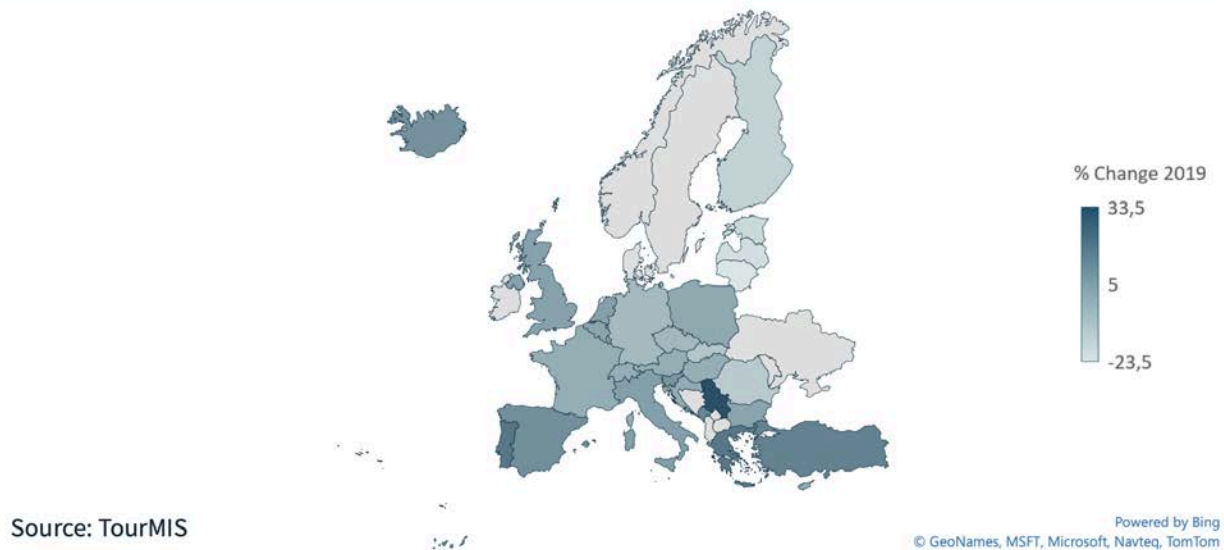 % Change 2019
33,5
5
-23,5
Source: TourMIS
Powered by Bing
© GeoNames, MSFT, Microsoft, Navteq, TomTom